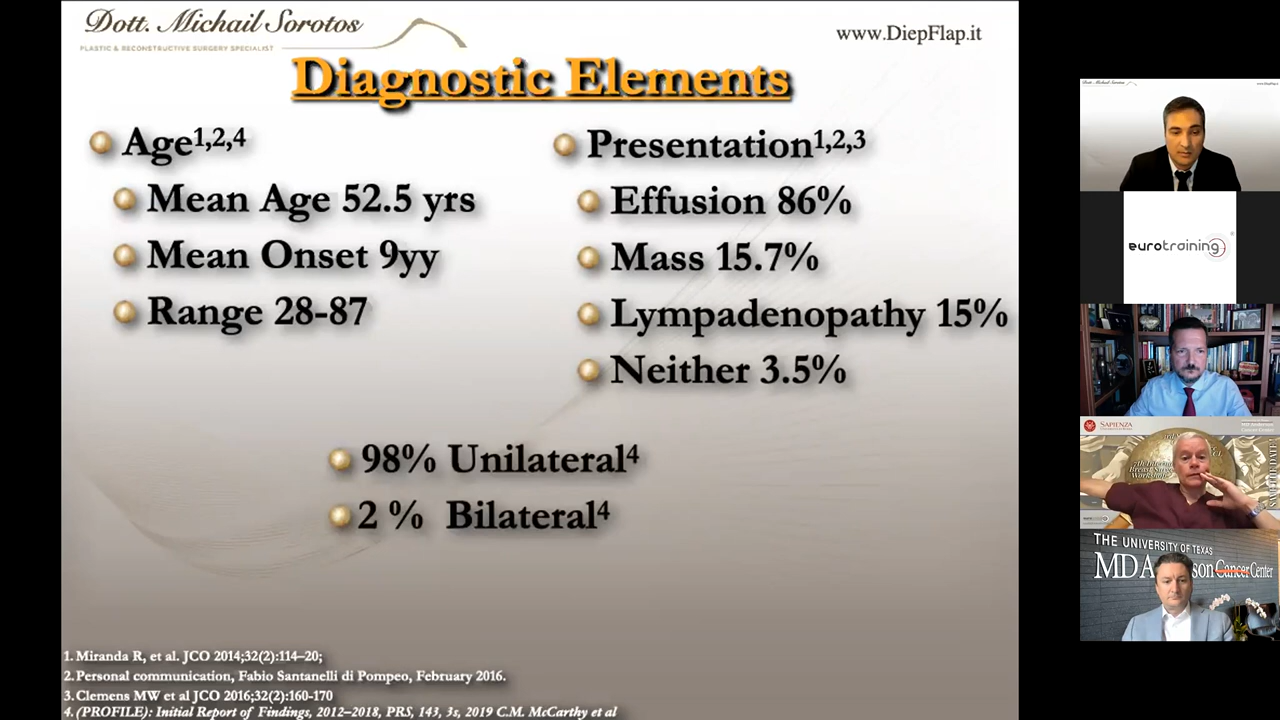 Dott. Michail Sorotos
PLASTIC & RECONSTRUCTIVE SURGERY SPECIALIST
www.DiepFlap.it
Diagnostic Elements
Age1,2,4
Mean Age 52.5 yrs
Mean Onset 9yy
Range 28-87
Presentation1,2,3
Effusion 86%
Mass 15.7%
Lympadenopathy 15%
Neither 3.5%
98% Unilateral4
2 % Bilateral4
1. Miranda R, et al. JCO 2014;32(2):114–20;
2. Personal communication, Fabio Santanelli di Pompeo, February 2016.
3. Clemens MW et al JCO 2016;32(2):160-170
4. (PROFILE): Initial Report of Findings, 2012–2018, PRS, 143, 3s, 2019 C.M. McCarthy et al
eurotraining
SAPIENZA
THE UNIVERSITY OF TEXAS
MD A son Cancer Center